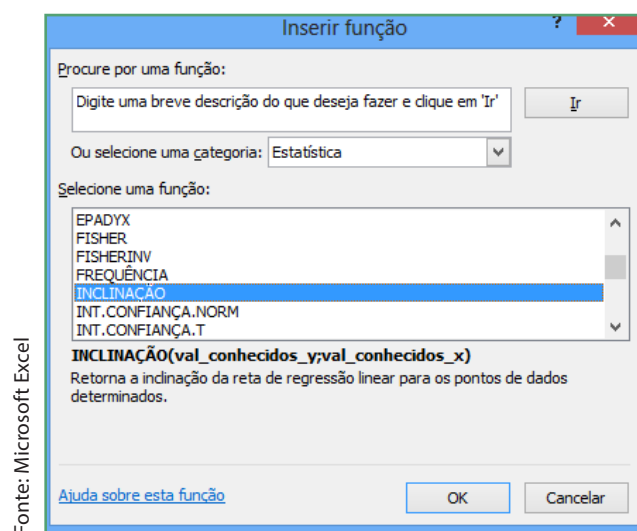 Inserir função
?
×
Procure por uma função:
Digite uma breve descrição do que deseja fazer e clique em 'Ir'
Ir
Ou selecione uma categoria: Estatística
Selecione uma função:
EPADYX
FISHER
FISHERINV
FREQUÊNCIA
INCLINAÇÃO
INT.CONFIANÇA.NORM
INT.CONFIANÇA.T
INCLINAÇÃO(val_conhecidos_y;val_conhecidos_x)
Retorna a inclinação da reta de regressão linear para os pontos de dados
determinados.
Ajuda sobre esta função
OK
Cancelar
Fonte: Microsoft Excel